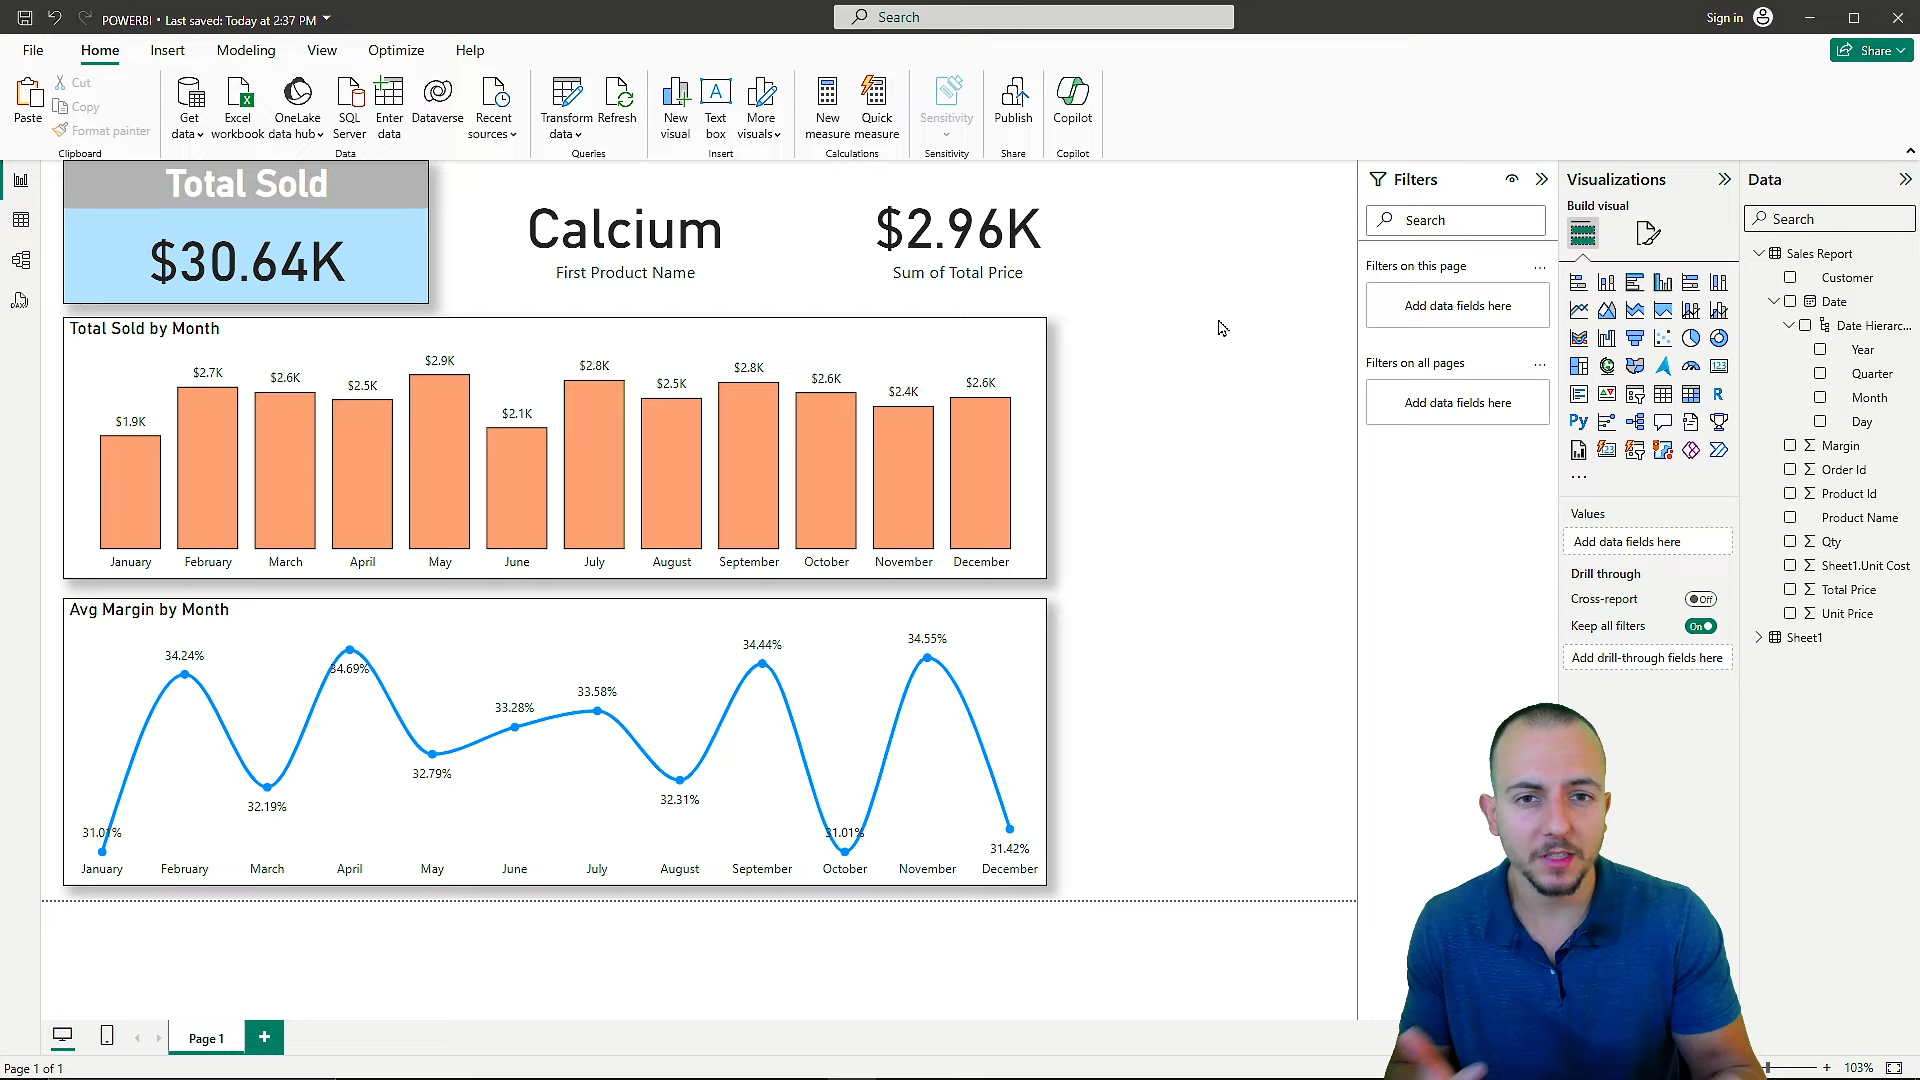 POWERBI • Last saved: Today at 2:37 PM
Search
Sign in
File
Home
Insert
Modeling
View
Optimize
Help
Share
Paste
Cut
Copy
Format painter
Clipboard
Get data
Excel workbook
OneLake data hub
SQL Server
Enter data
Dataverse
Recent sources
Data
Transform data
Refresh
Queries
New visual
Text box
More visuals
Insert
New measure
Quick measure
Calculations
Sensitivity
Sensitivity
Publish
Share
Copilot
Copilot
Total Sold
$30.64K
Calcium
First Product Name
$2.96K
Sum of Total Price
Total Sold by Month
$1.9K
$2.7K
$2.6K
$2.5K
$2.9K
$2.1K
$2.8K
$2.5K
$2.8K
$2.6K
$2.4K
$2.6K
January February March April May June July August September October November December
Avg Margin by Month
31.01%
34.24%
32.19%
34.69%
32.79%
33.28%
33.58%
32.31%
34.44%
31.01%
34.55%
31.42%
January February March April May June July August September October November December
Filters
Search
Filters on this page ...
Add data fields here
Filters on all pages ...
Add data fields here
Visualizations
Build visual
123
R
Py
...
Values
Add data fields here
Drill through
Cross-report Off
Keep all filters On
Add drill-through fields here
Data
Search
Sales Report
Customer
Date
Date Hierarc...
Year
Quarter
Month
Day
Σ Margin
Σ Order Id
Σ Product Id
Product Name
Σ Qty
Σ Sheet1.Unit Cost
Σ Total Price
Σ Unit Price
Sheet1
Page 1
+
Page 1 of 1
+ 103%